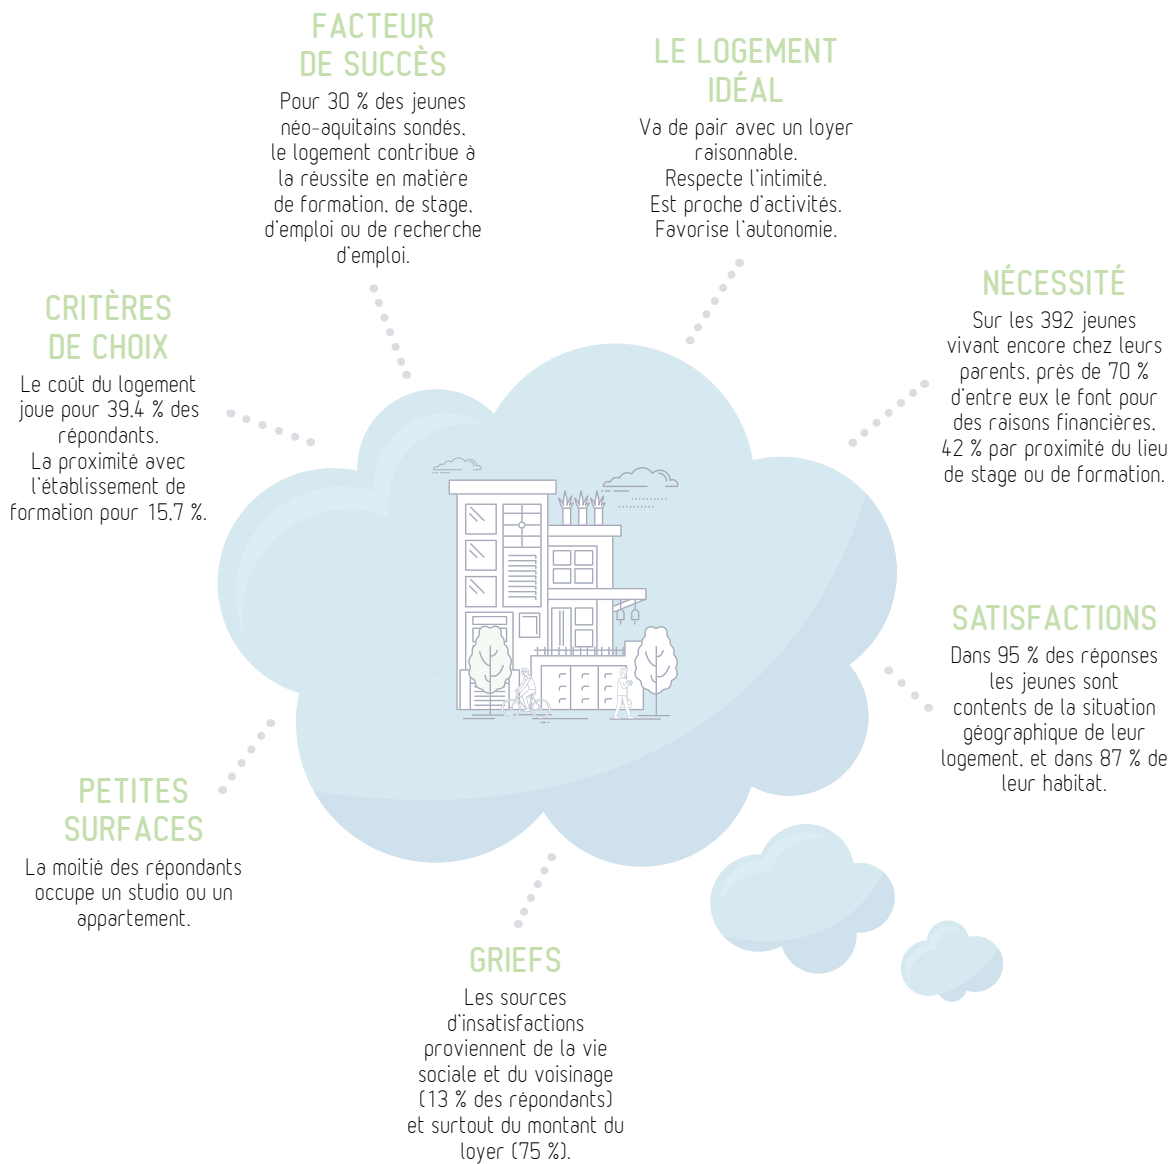 FACTEUR
DE SUCCÈS
Pour 30 % des jeunes
néo-aquitains sondés,
le logement contribue à
la réussite en matière
de formation, de stage,
d'emploi ou de recherche
d'emploi.
LE LOGEMENT
IDÉAL
Va de pair avec un loyer
raisonnable.
Respecte l'intimité.
Est proche d'activités.
Favorise l'autonomie.
NÉCESSITÉ
Sur les 392 jeunes
vivant encore chez leurs
parents, près de 70 %
d'entre eux le font pour
des raisons financières,
42 % par proximité du lieu
de stage ou de formation.
CRITÈRES
DE CHOIX
Le coût du logement
joue pour 39,4 % des
répondants.
La proximité avec
l'établissement de
formation pour 15,7 %.
SATISFACTIONS
Dans 95 % des réponses
les jeunes sont
contents de la situation
géographique de leur
logement, et dans 87 % de
leur habitat.
PETITES
SURFACES
La moitié des répondants
occupe un studio ou un
appartement.
GRIEFS
Les sources
d'insatisfactions
proviennent de la vie
sociale et du voisinage
(13 % des répondants)
et surtout du montant du
loyer (75 %).